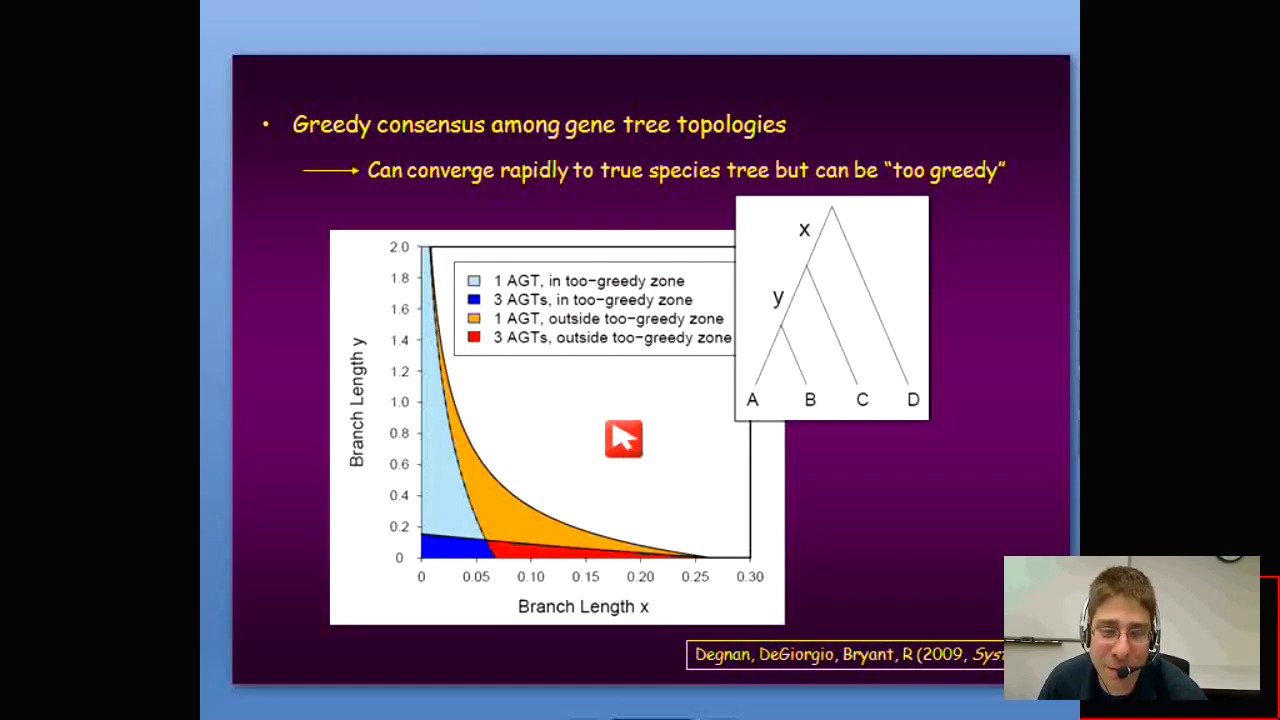 • Greedy consensus among gene tree topologies
Can converge rapidly to true species tree but can be “too greedy”
x
y
A B C D
1 AGT, in too−greedy zone
3 AGTs, in too−greedy zone
1 AGT, outside too−greedy zone
3 AGTs, outside too−greedy zone
Branch Length y
2.0
1.8
1.6
1.4
1.2
1.0
0.8
0.6
0.4
0.2
0
0 0.05 0.10 0.15 0.20 0.25 0.30
Branch Length x
Degnan, DeGiorgio, Bryant, R (2009,